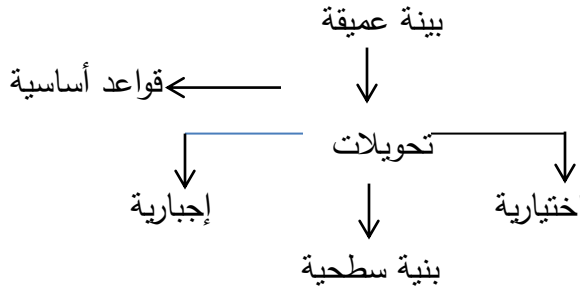 بينة عميقة
قواعد أساسية
تحويلات
إجبارية
ختيارية
بنية سطحية